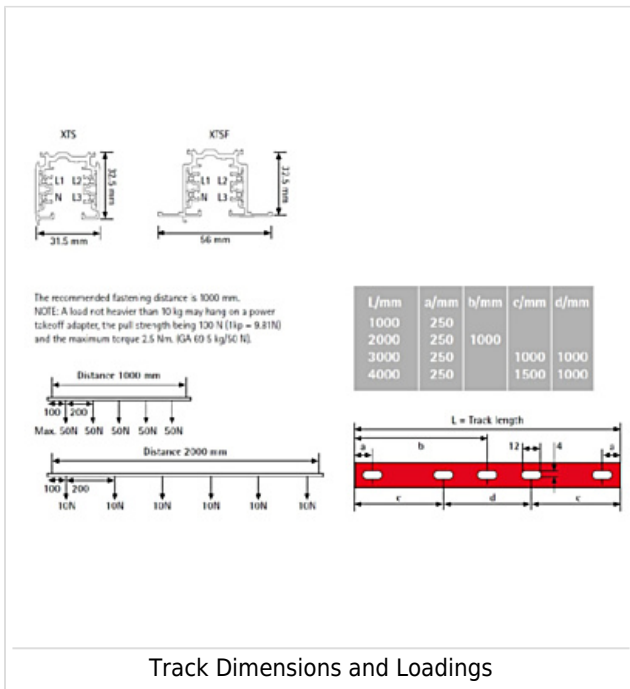 XTS
XTSF
L1 L2
N L3
32.5 mm
31.5 mm
L1 L2
N L3
32.5 mm
56 mm
The recommended fastening distance is 1000 mm.
NOTE: A load not heavier than 10 kg may hang on a power
takeoff adapter, the pull strength being 100 N (1kp = 9.81N)
and the maximum torque 2.5 Nm. (GA 69 5 kg/50 N).
Distance 1000 mm
100 200
Max. 50N 50N 50N 50N 50N
Distance 2000 mm
100 200
10N 10N 10N 10N 10N 10N
L/mm a/mm b/mm c/mm d/mm
1000 250
2000 250 1000
3000 250 1000 1000
4000 250 1500 1000
L = Track length
a b 12 4 a
c d c
Track Dimensions and Loadings